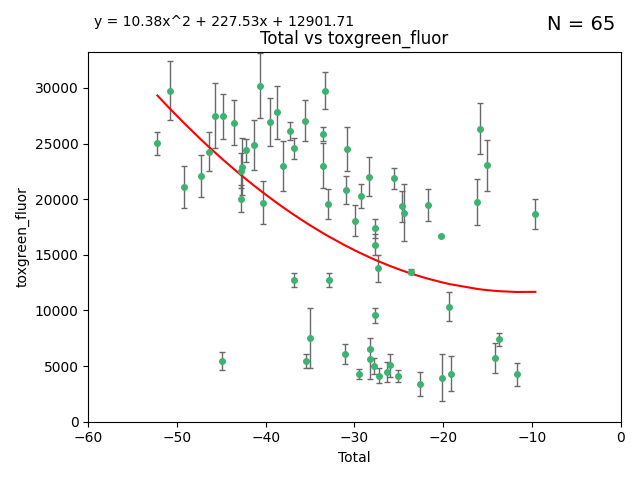 y = 10.38x^2 + 227.53x + 12901.71
N = 65
Total vs toxgreen_fluor
toxgreen_fluor
30000
25000
20000
15000
10000
5000
0
−60
−50
−40
−30
−20
−10
0
Total